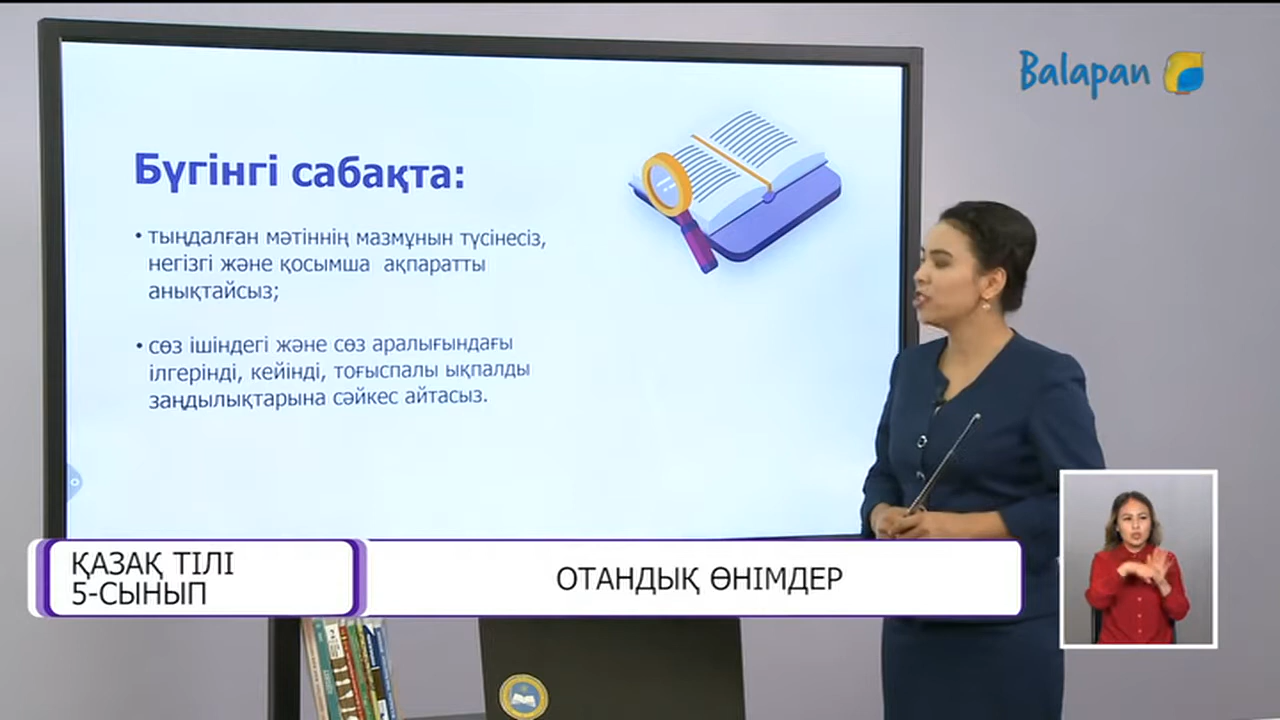 Balapan
Бүгінгі сабақта:
• тыңдалған мәтіннің мазмұнын түсінесіз,
негізгі және қосымша ақпаратты
анықтайсыз;
• сөз ішіндегі және сөз аралығындағы
ілгерінді, кейінді, тоғыспалы ықпалды
заңдылықтарына сәйкес айтасыз.
ҚАЗАҚ ТІЛІ
5-СЫНЫП
ОТАНДЫҚ ӨНІМДЕР